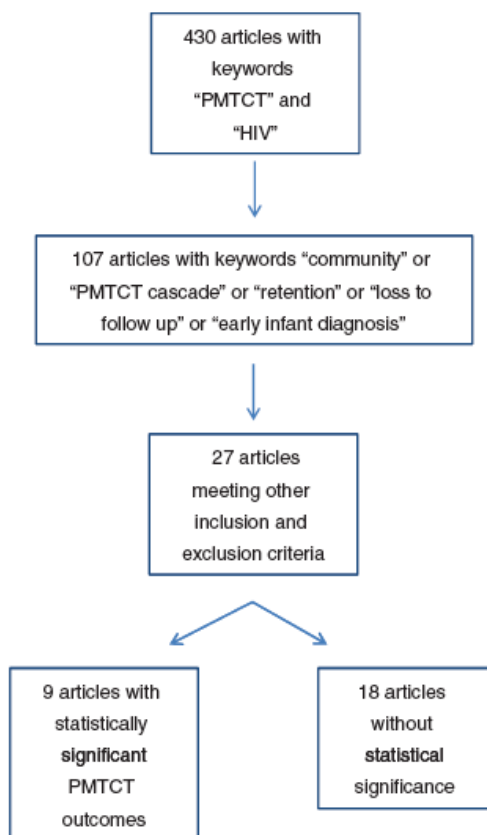 430 articles with
keywords
“PMTCT” and
“HIV”
107 articles with keywords “community” or
“PMTCT cascade” or “retention” or “loss to
follow up” or “early infant diagnosis”
27 articles
meeting other
inclusion and
exclusion criteria
9 articles with
statistically
significant
PMTCT
outcomes
18 articles
without
statistical
significance